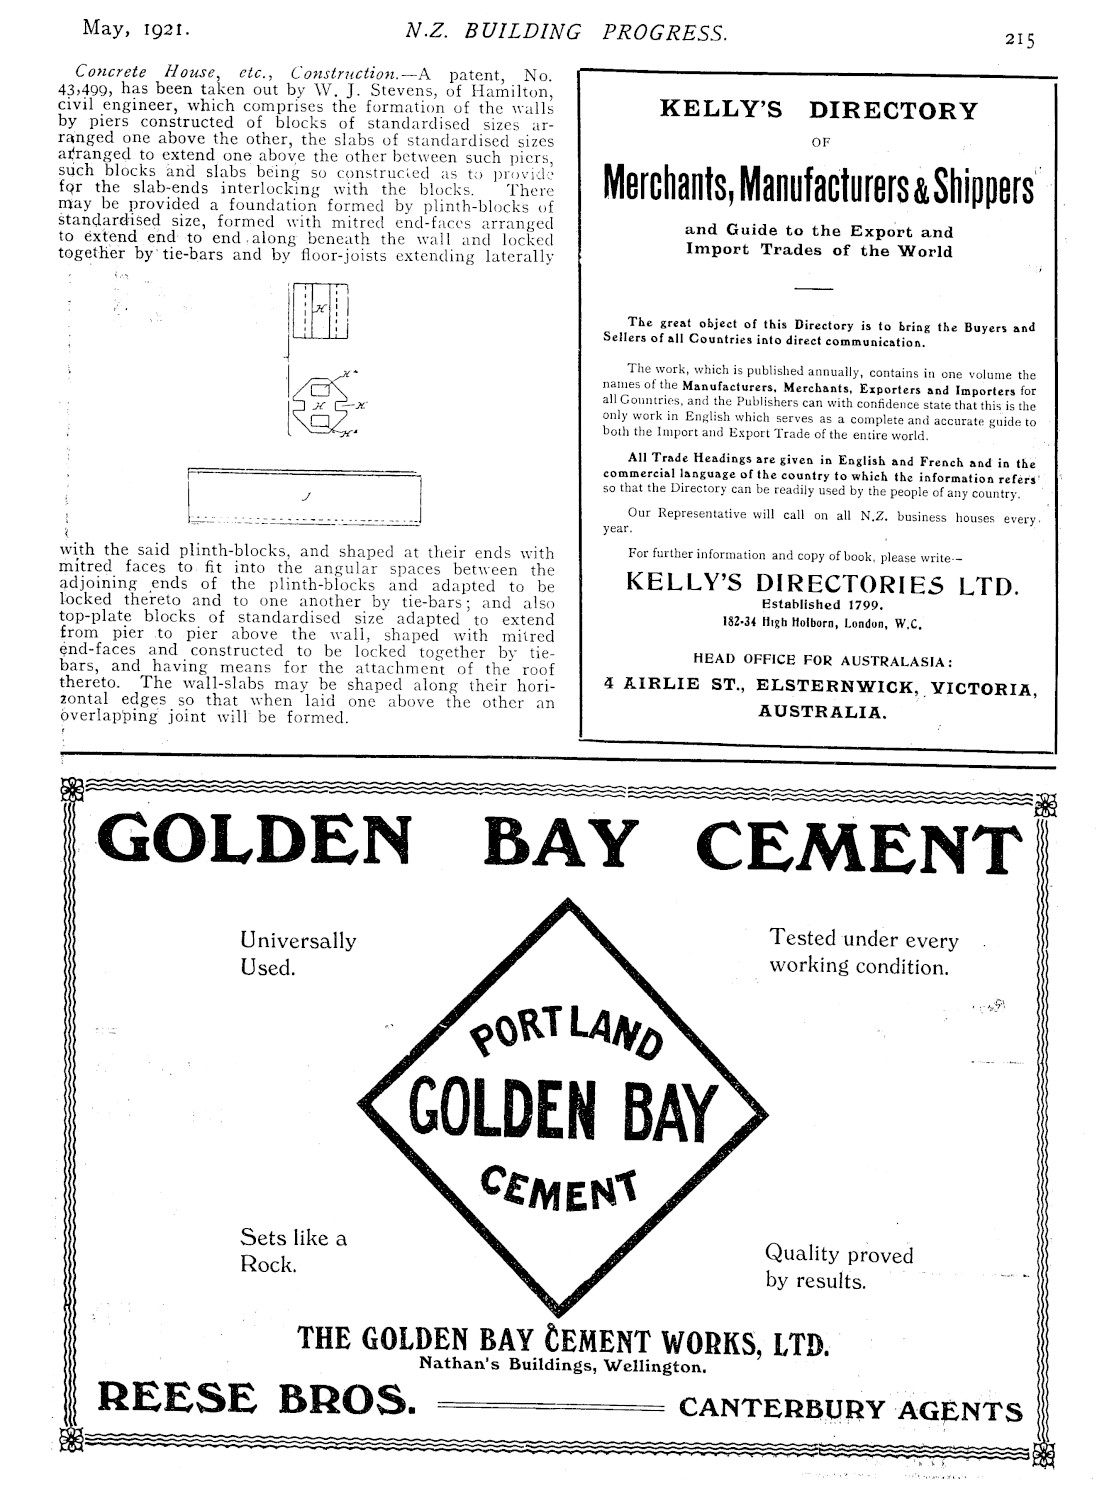 May, 1921.
N.Z. BUILDING PROGRESS.
215
Concrete House, etc., Construction.—A patent, No.
43,499, has been taken out by W. J. Stevens, of Hamilton,
civil engineer, which comprises the formation of the walls
by piers constructed of blocks of standardised sizes ar-
ranged one above the other, the slabs of standardised sizes
arranged to extend one above the other between such piers,
such blocks and slabs being so constructed as to provide
for the slab-ends interlocking with the blocks. There
may be provided a foundation formed by plinth-blocks of
standardised size, formed with mitred end-faces arranged
to extend end to end along beneath the wall and locked
together by tie-bars and by floor-joists extending laterally
H
H
H
J
with the said plinth-blocks, and shaped at their ends with
mitred faces to fit into the angular spaces between the
adjoining ends of the plinth-blocks and adapted to be
locked thereto and to one another by tie-bars; and also
top-plate blocks of standardised size adapted to extend
from pier to pier above the wall, shaped with mitred
end-faces and constructed to be locked together by tie-
bars, and having means for the attachment of the roof
thereto. The wall-slabs may be shaped along their hori-
zontal edges so that when laid one above the other an
overlapping joint will be formed.
KELLY'S DIRECTORY
OF
Merchants, Manufacturers & Shippers
and Guide to the Export and
Import Trades of the World
The great object of this Directory is to bring the Buyers and
Sellers of all Countries into direct communication.
The work, which is published annually, contains in one volume the
names of the Manufacturers, Merchants, Exporters and Importers for
all Countries, and the Publishers can with confidence state that this is the
only work in English which serves as a complete and accurate guide to
both the Import and Export Trade of the entire world.
All Trade Headings are given in English and French and in the
commercial language of the country to which the information refers
so that the Directory can be readily used by the people of any country.
Our Representative will call on all N.Z. business houses every
year.
For further information and copy of book, please write—
KELLY'S DIRECTORIES LTD.
Established 1799.
182-34 High Holborn, London, W.C.
HEAD OFFICE FOR AUSTRALASIA:
4 AIRLIE ST., ELSTERNWICK, VICTORIA,
AUSTRALIA.
GOLDEN BAY CEMENT
Universally
Used.
Tested under every
working condition.
PORTLAND
GOLDEN BAY
CEMENT
Sets like a
Rock.
Quality proved
by results.
THE GOLDEN BAY CEMENT WORKS, LTD.
Nathan's Buildings, Wellington.
REESE BROS.
CANTERBURY AGENTS